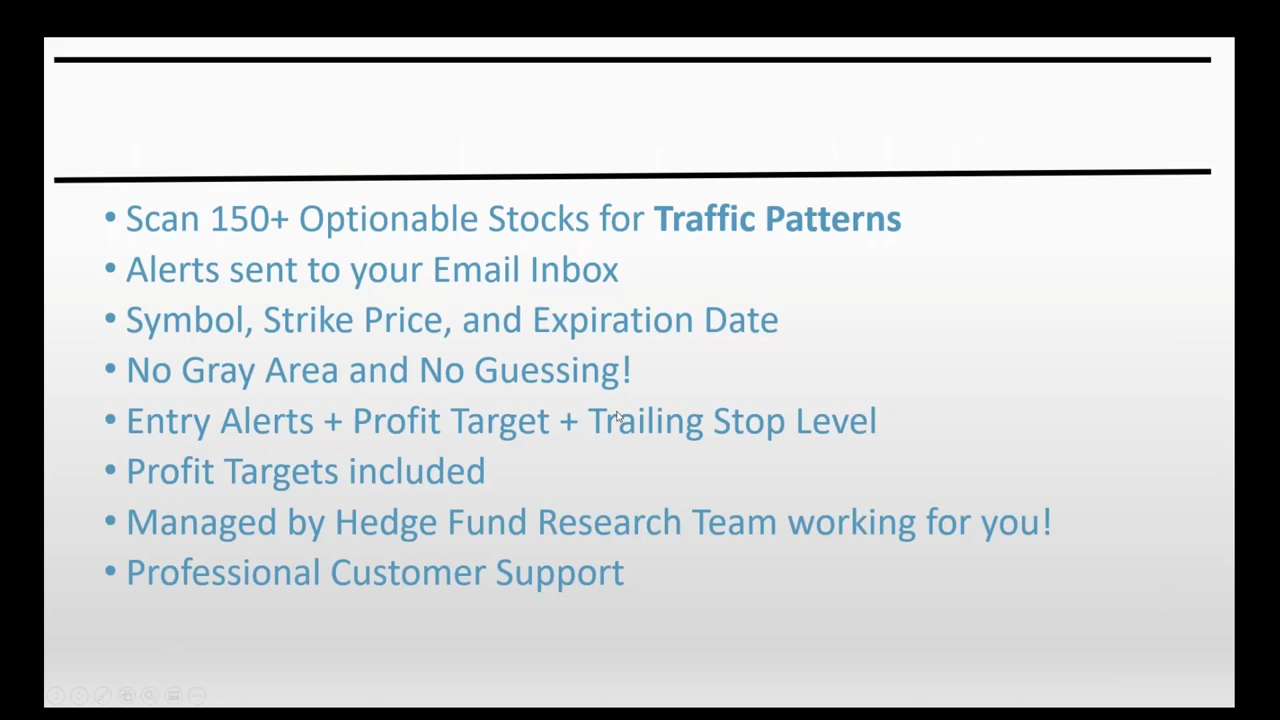 • Scan 150+ Optionable Stocks for Traffic Patterns
• Alerts sent to your Email Inbox
• Symbol, Strike Price, and Expiration Date
• No Gray Area and No Guessing!
• Entry Alerts + Profit Target + Trailing Stop Level
• Profit Targets included
• Managed by Hedge Fund Research Team working for you!
• Professional Customer Support